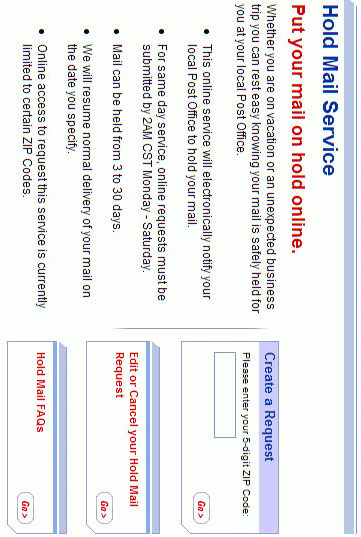 Hold Mail Service
Put your mail on hold online.
Whether you are on vacation or an unexpected business
trip you can rest easy knowing your mail is safely held for
you at your local Post Office.
• This online service will electronically notify your
local Post Office to hold your mail.
• For same day service, online requests must be
submitted by 2AM CST Monday - Saturday.
• Mail can be held from 3 to 30 days.
• We will resume normal delivery of your mail on
the date you specify.
• Online access to request this service is currently
limited to certain ZIP Codes.
Create a Request
Please enter your 5-digit ZIP Code:
Go >
Edit or Cancel your Hold Mail
Request
Go >
Hold Mail FAQs
Go >